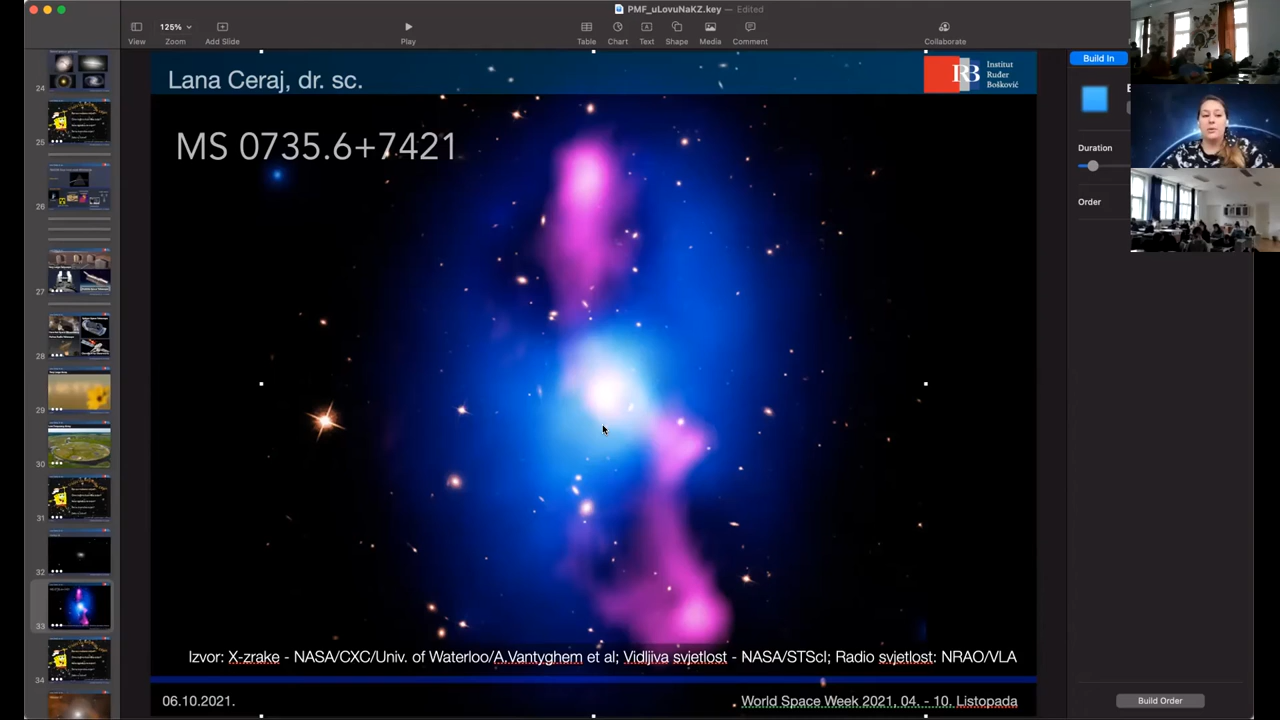 PMF_uLovuNaKZ.key — Edited
125%
View
Zoom
Add Slide
Play
Table
Chart
Text
Shape
Media
Comment
Collaborate
Build In
Duration
Order
Build Order
24
25
26
27
28
29
30
31
32
33
34
Lana Ceraj, dr. sc.
RB
Institut
Ruđer
Bošković
MS 0735.6+7421
Izvor: X-zrake - NASA/CXC/Univ. of Waterloo/A.vantyghem et al; Vidljiva svjetlost - NASA/STScI; Radio svjetlost: NRAO/VLA
06.10.2021.
World Space Week 2021, 04. - 10. Listopada